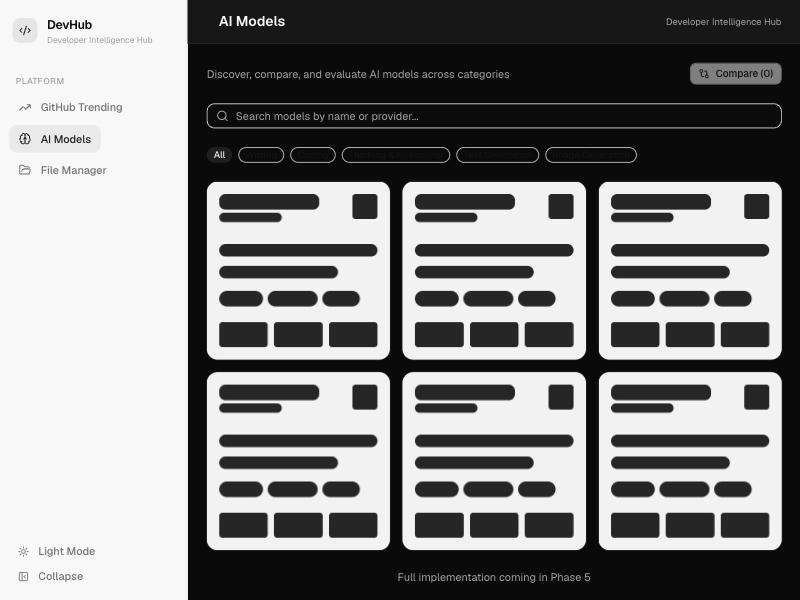 DevHub
Developer Intelligence Hub
PLATFORM
GitHub Trending
AI Models
File Manager
Light Mode
Collapse
AI Models
Developer Intelligence Hub
Discover, compare, and evaluate AI models across categories
Compare (0)
Search models by name or provider...
All
Full implementation coming in Phase 5